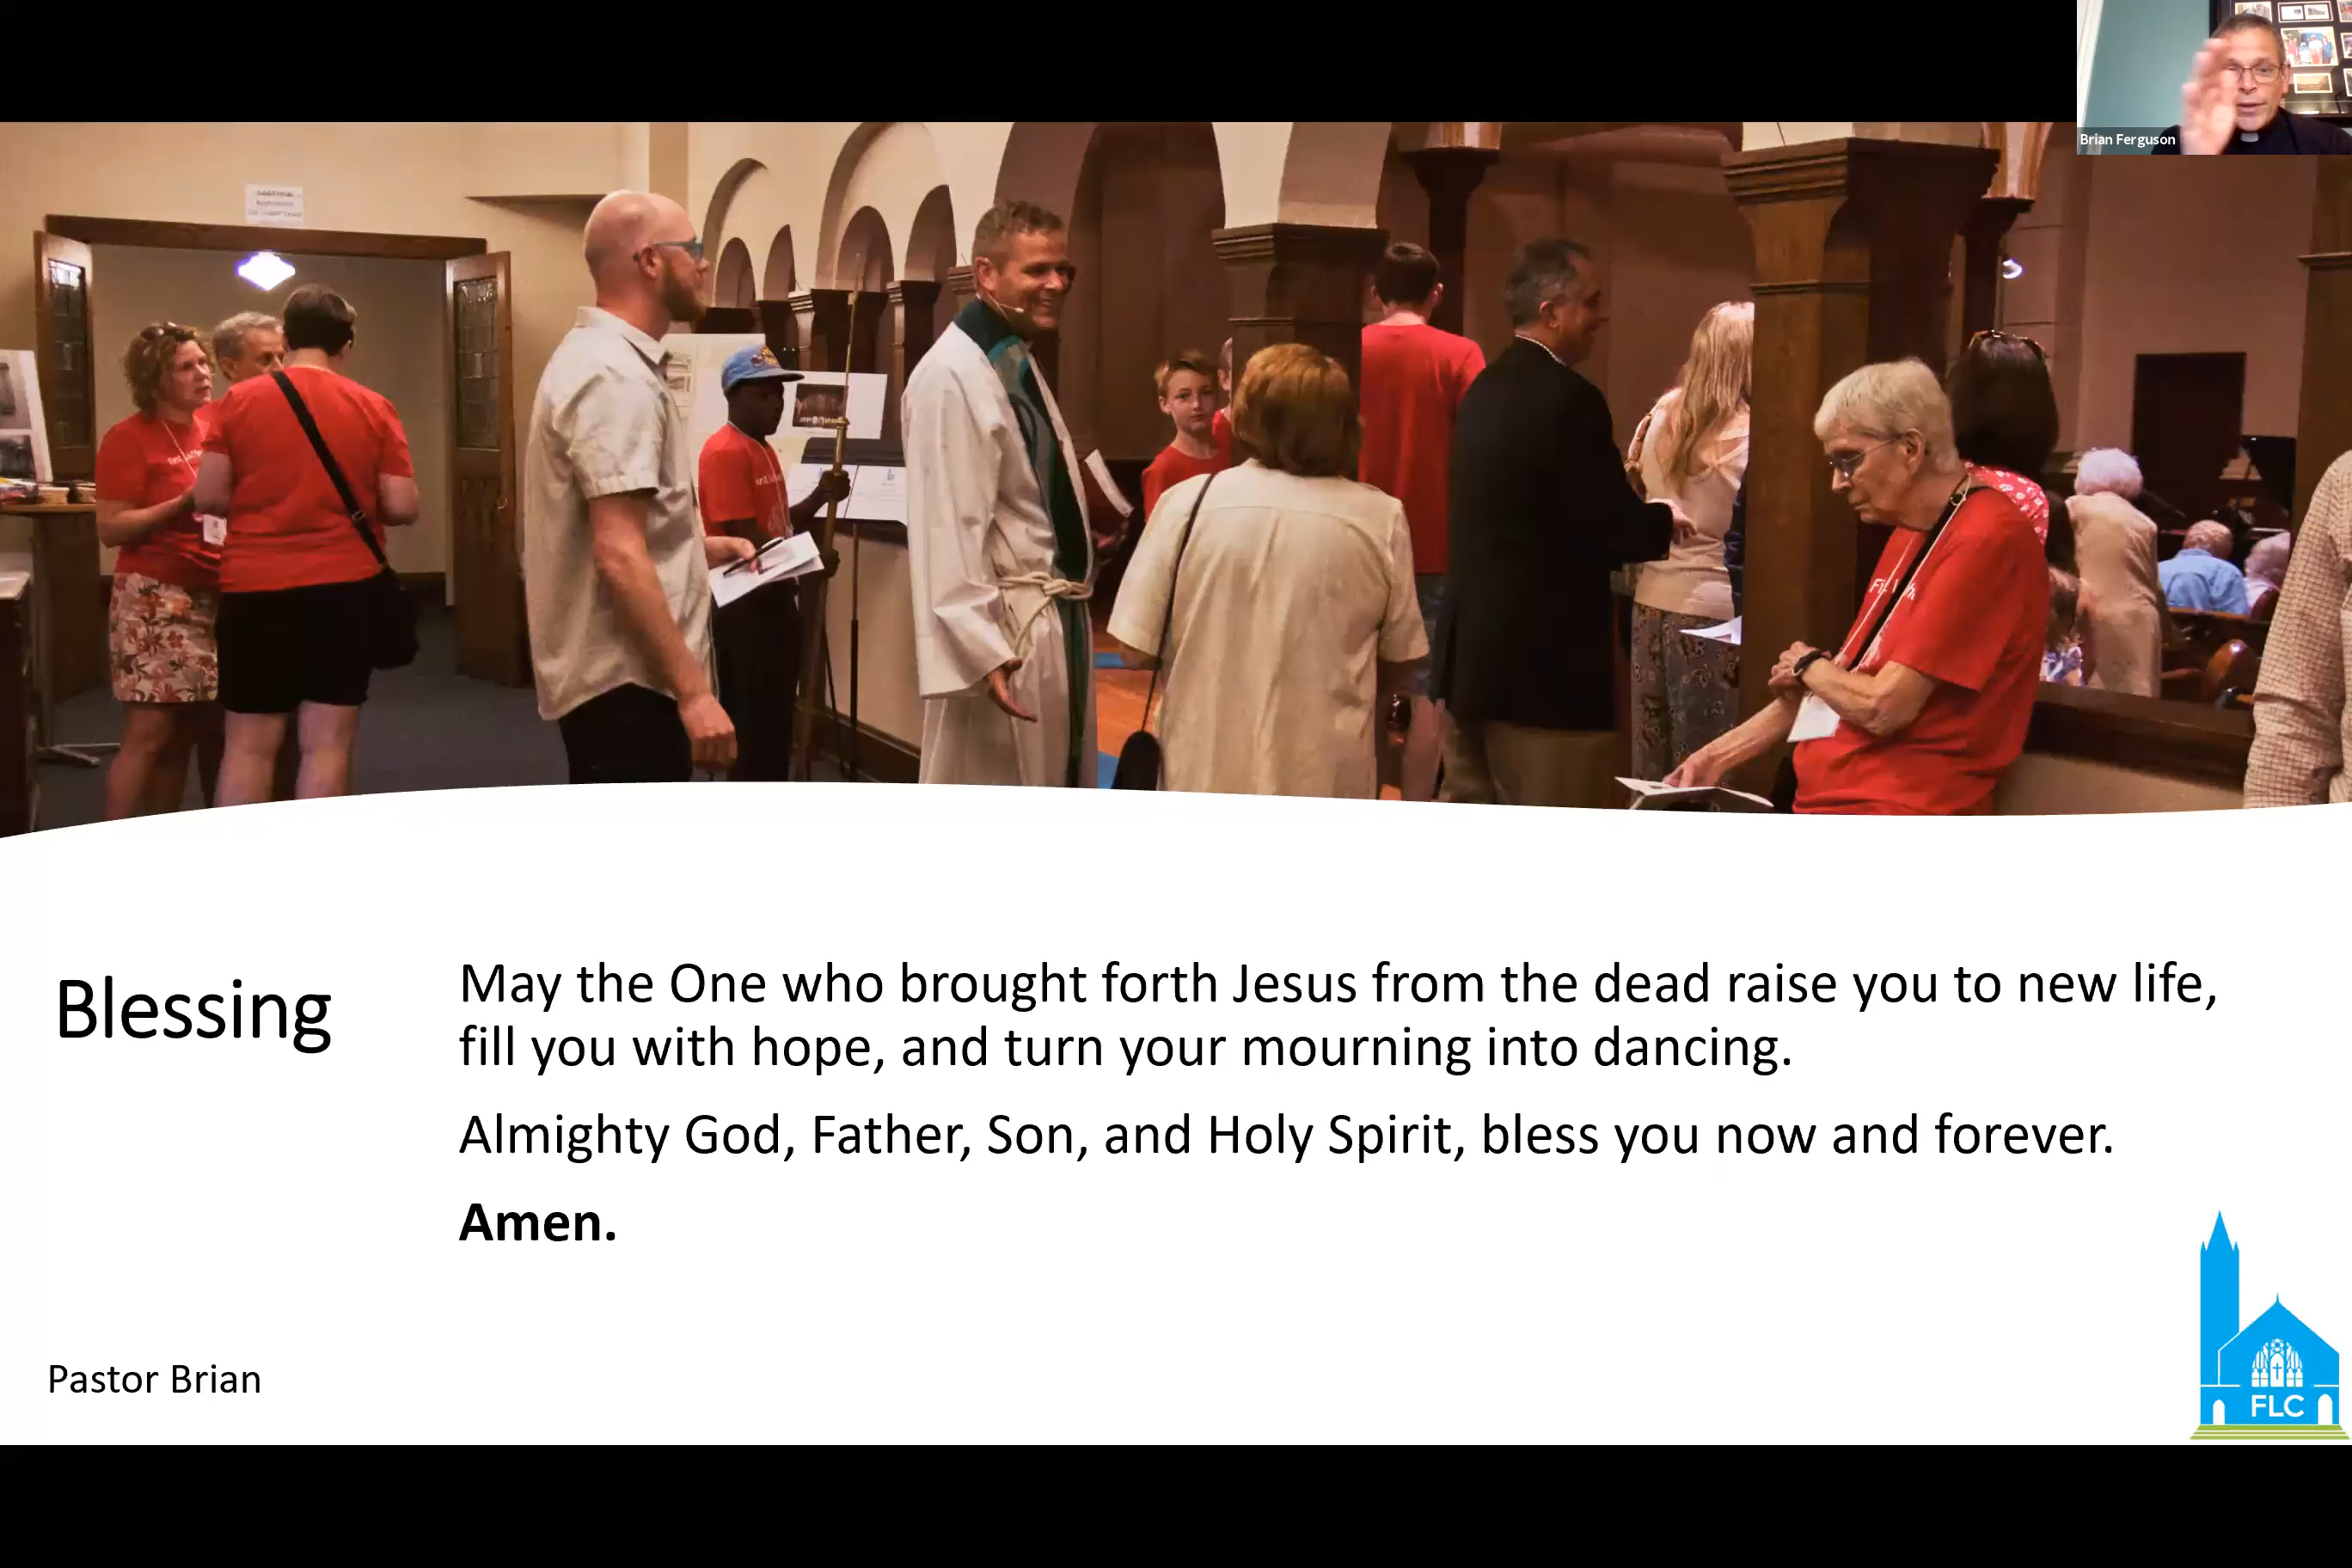 Brian Ferguson
Blessing
May the One who brought forth Jesus from the dead raise you to new life,
fill you with hope, and turn your mourning into dancing.
Almighty God, Father, Son, and Holy Spirit, bless you now and forever.
Amen.
Pastor Brian
FLC